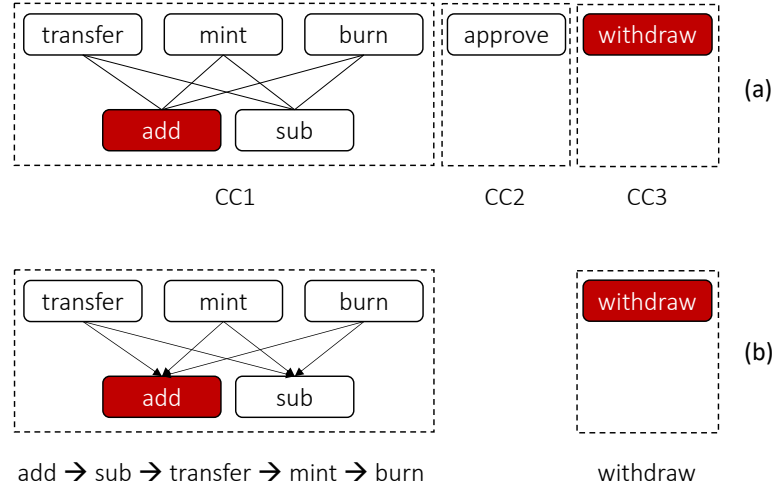 transfer mint burn approve withdraw
(a)
add sub
CC1 CC2 CC3
transfer mint burn withdraw
(b)
add sub
add → sub → transfer → mint → burn withdraw